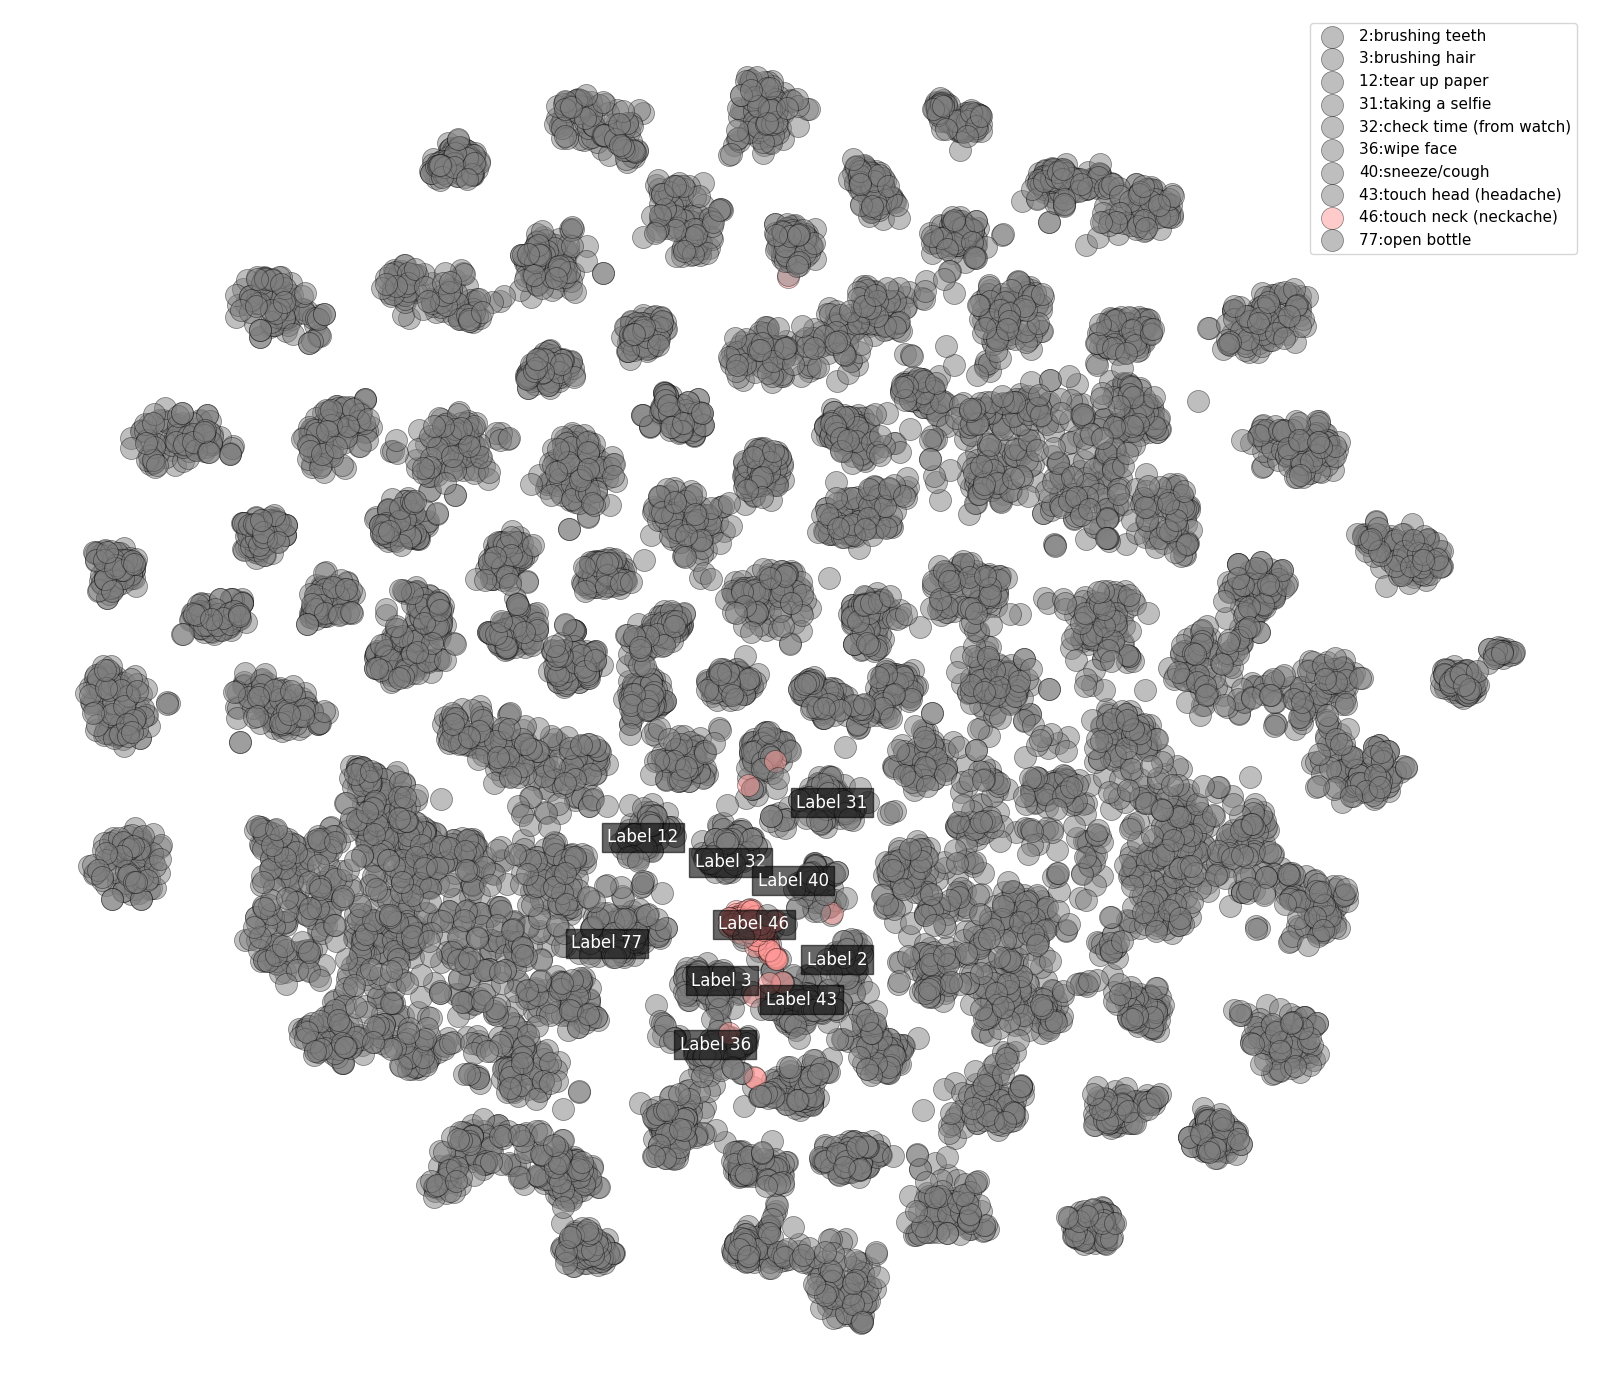 2:brushing teeth
3:brushing hair
12:tear up paper
31:taking a selfie
32:check time (from watch)
36:wipe face
40:sneeze/cough
43:touch head (headache)
46:touch neck (neckache)
77:open bottle
Label 31
Label 12
Label 32
Label 40
Label 46
Label 77
Label 2
Label 3
Label 43
Label 36